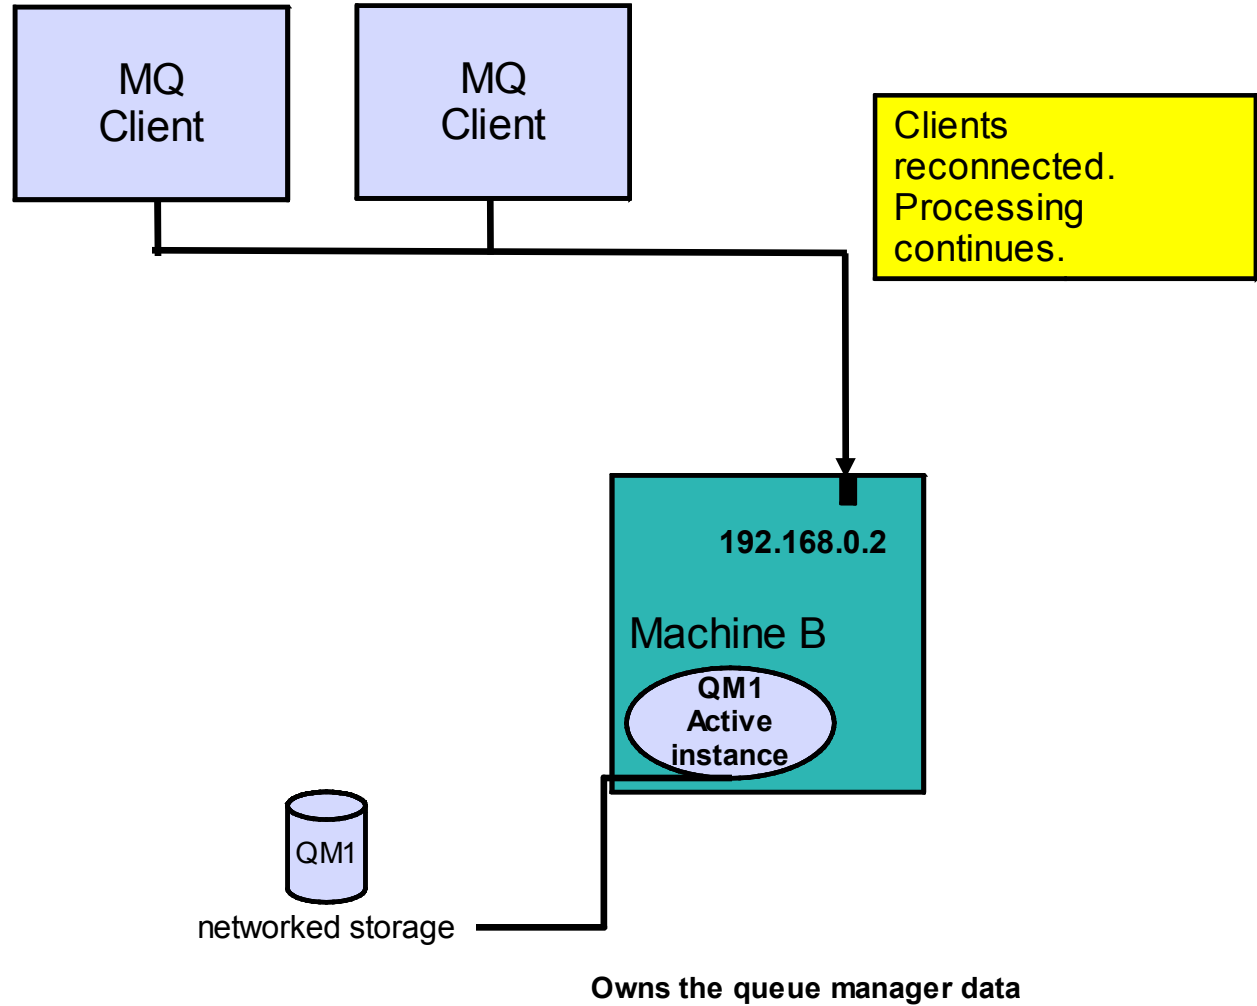 MQ
Client
MQ
Client
Clients
reconnected.
Processing
continues.
192.168.0.2
Machine B
QM1
Active
instance
QM1
networked storage
Owns the queue manager data